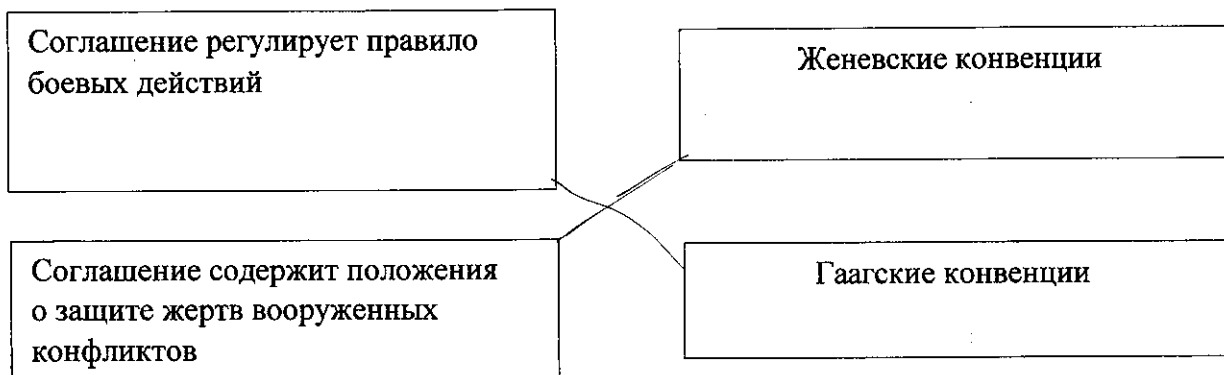 Соглашение регулирует правило
боевых действий
Женевские конвенции
Соглашение содержит положения
о защите жертв вооруженных
конфликтов
Гаагские конвенции